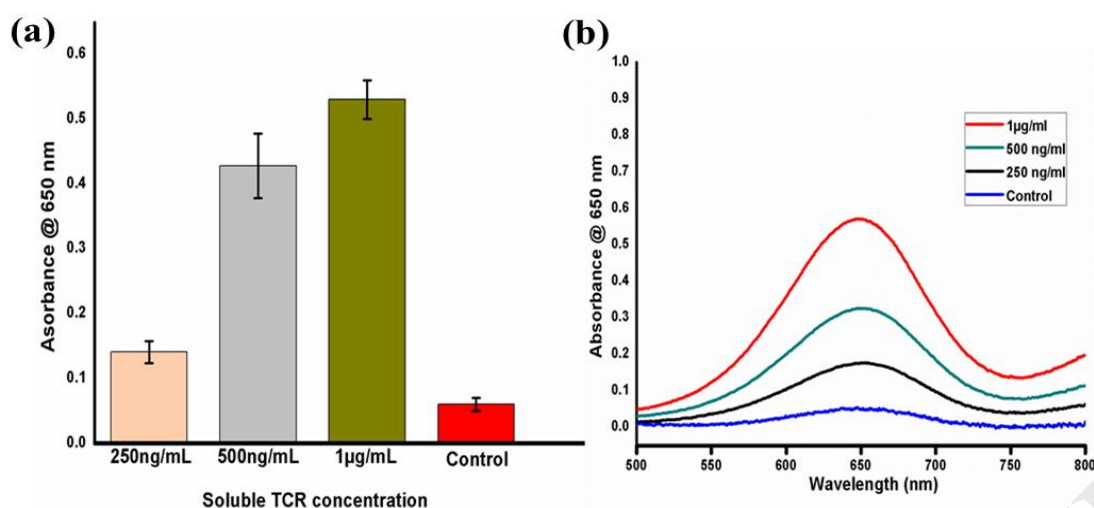 (a)
0.6
0.5
0.4
0.3
0.2
0.1
0.0
Asorbance @ 650 nm
250ng/mL 500ng/mL 1µg/mL Control
Soluble TCR concentration
(b)
1.0
0.9
0.8
0.7
0.6
0.5
0.4
0.3
0.2
0.1
0.0
Absorbance @ 650 nm
1µg/ml
500 ng/ml
250 ng/ml
Control
500 550 600 650 700 750 800
Wavelength (nm)